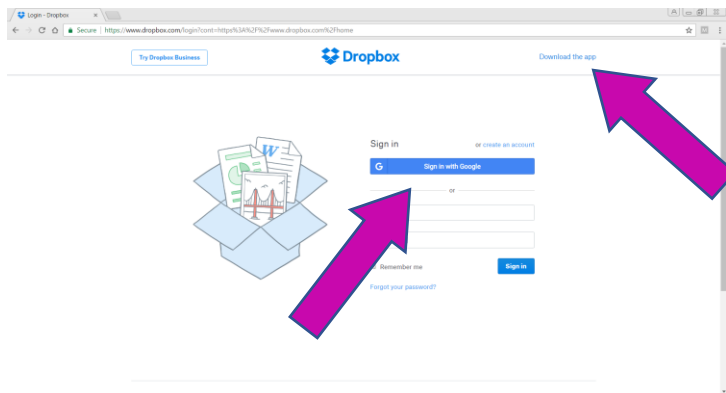 Login - Dropbox
Secure | https://www.dropbox.com/login?cont=https%3A%2F%2Fwww.dropbox.com%2Fhome
Try Dropbox Business
Dropbox
Download the app
Sign in
or create an account
G
Sign in with Google
or
W
Remember me
Sign in
Forgot your password?